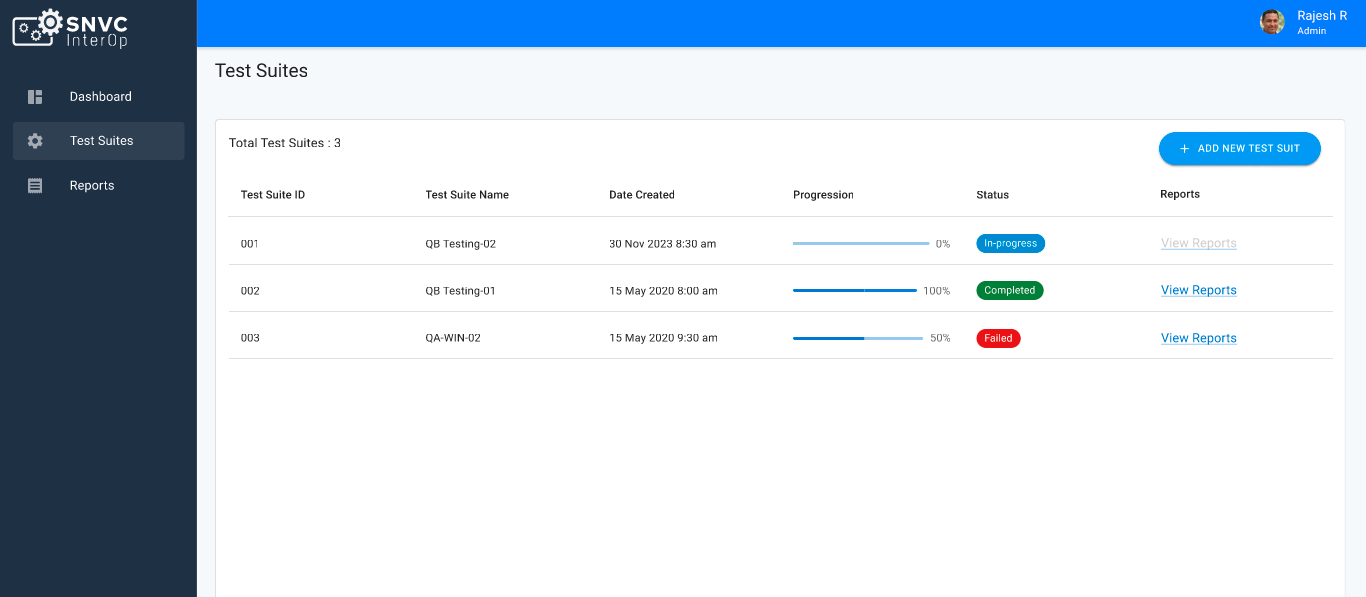 SNVC
InterOp
Rajesh R
Admin
Dashboard
Test Suites
Reports
Test Suites
Total Test Suites : 3
+ ADD NEW TEST SUIT
Test Suite ID Test Suite Name Date Created Progression Status Reports
001 QB Testing-02 30 Nov 2023 8:30 am 0% In-progress View Reports
002 QB Testing-01 15 May 2020 8:00 am 100% Completed View Reports
003 QA-WIN-02 15 May 2020 9:30 am 50% Failed View Reports